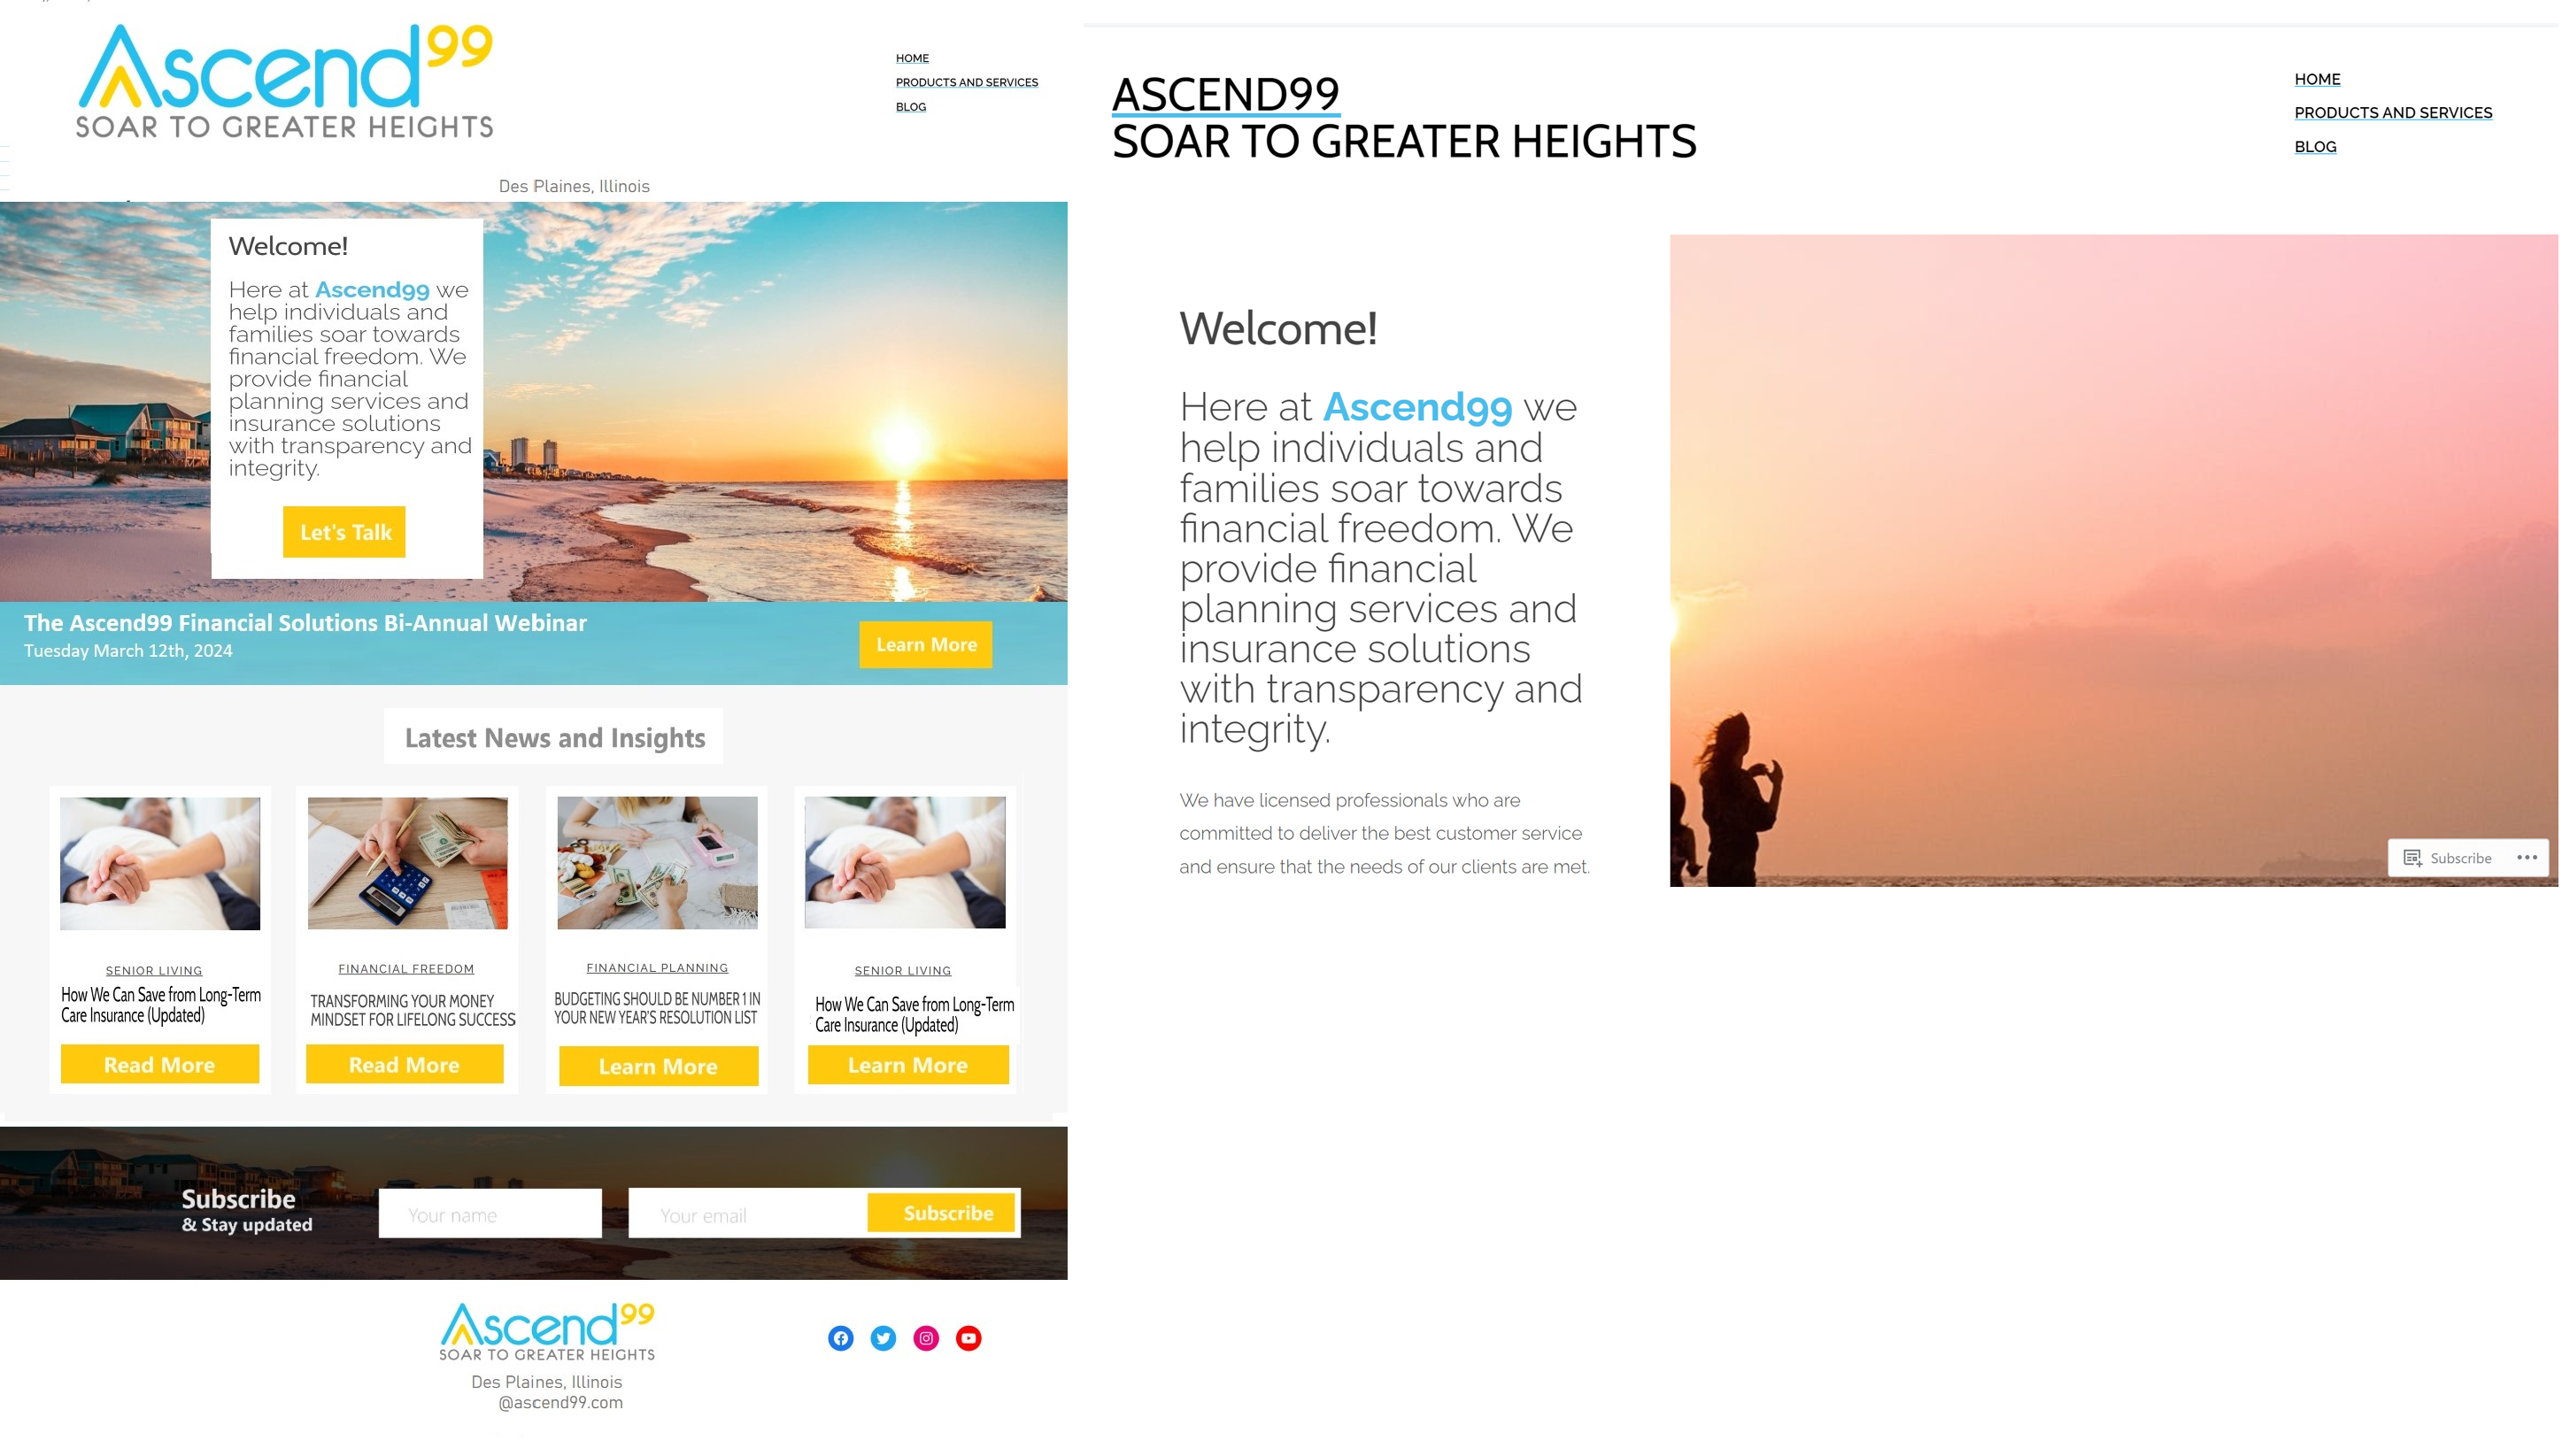 Ascend99
SOAR TO GREATER HEIGHTS
HOME
PRODUCTS AND SERVICES
BLOG
Des Plaines, Illinois
Welcome!
Here at Ascend99 we
help individuals and
families soar towards
financial freedom. We
provide financial
planning services and
insurance solutions
with transparency and
integrity.
Let's Talk
The Ascend99 Financial Solutions Bi-Annual Webinar
Tuesday March 12th, 2024
Learn More
Latest News and Insights
SENIOR LIVING
How We Can Save from Long-Term
Care Insurance (Updated)
Read More
FINANCIAL FREEDOM
TRANSFORMING YOUR MONEY
MINDSET FOR LIFELONG SUCCESS
Read More
FINANCIAL PLANNING
BUDGETING SHOULD BE NUMBER 1 IN
YOUR NEW YEAR'S RESOLUTION LIST
Learn More
SENIOR LIVING
How We Can Save from Long-Term
Care Insurance (Updated)
Learn More
Subscribe
& Stay updated
Your name
Your email
Subscribe
Ascend99
SOAR TO GREATER HEIGHTS
Des Plaines, Illinois
@ascend99.com
ASCEND99
SOAR TO GREATER HEIGHTS
HOME
PRODUCTS AND SERVICES
BLOG
Welcome!
Here at Ascend99 we
help individuals and
families soar towards
financial freedom. We
provide financial
planning services and
insurance solutions
with transparency and
integrity.
We have licensed professionals who are
committed to deliver the best customer service
and ensure that the needs of our clients are met.
Subscribe